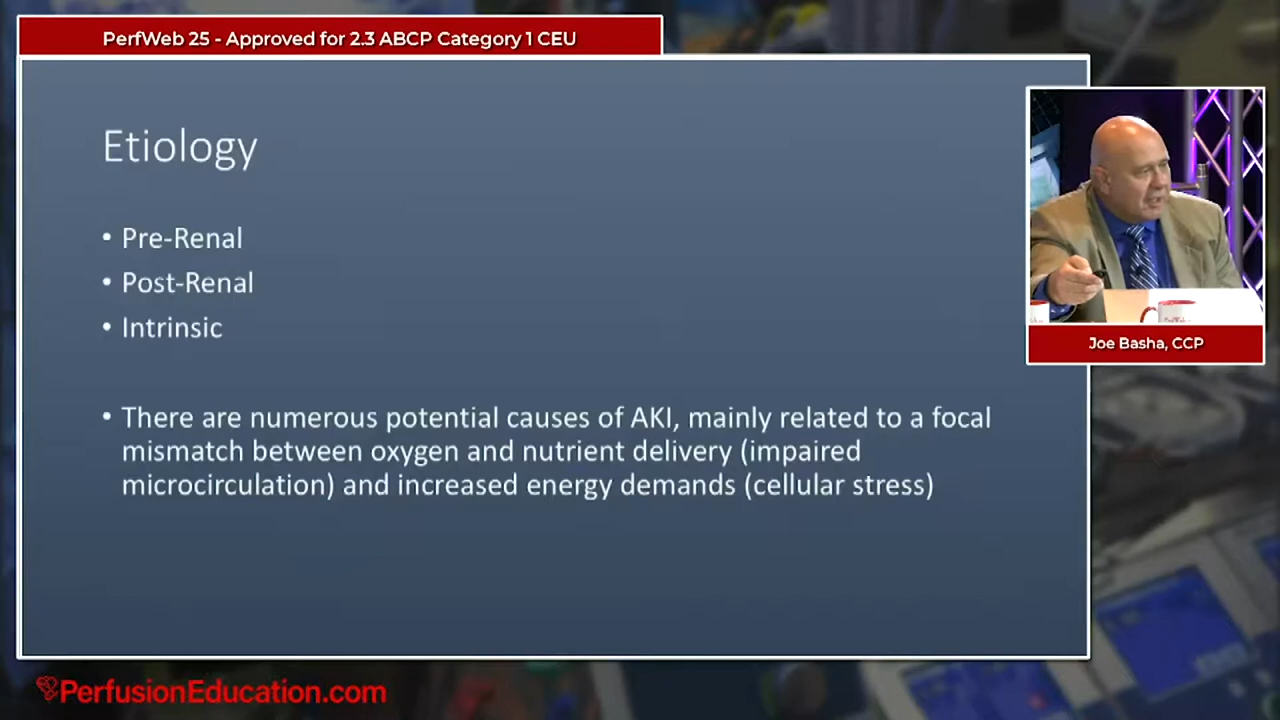 PerfWeb 25 - Approved for 2.3 ABCP Category 1 CEU
Etiology
• Pre-Renal
• Post-Renal
• Intrinsic
• There are numerous potential causes of AKI, mainly related to a focal
mismatch between oxygen and nutrient delivery (impaired
microcirculation) and increased energy demands (cellular stress)
Joe Basha, CCP
PerfusionEducation.com